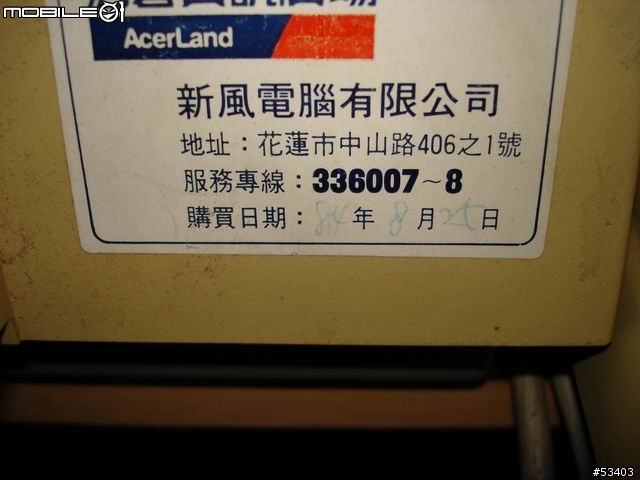 MOBILE01
AcerLand
新風電腦有限公司
地址：花蓮市中山路406之1號
服務專線：336007~8
購買日期：84年8月25日
#53403